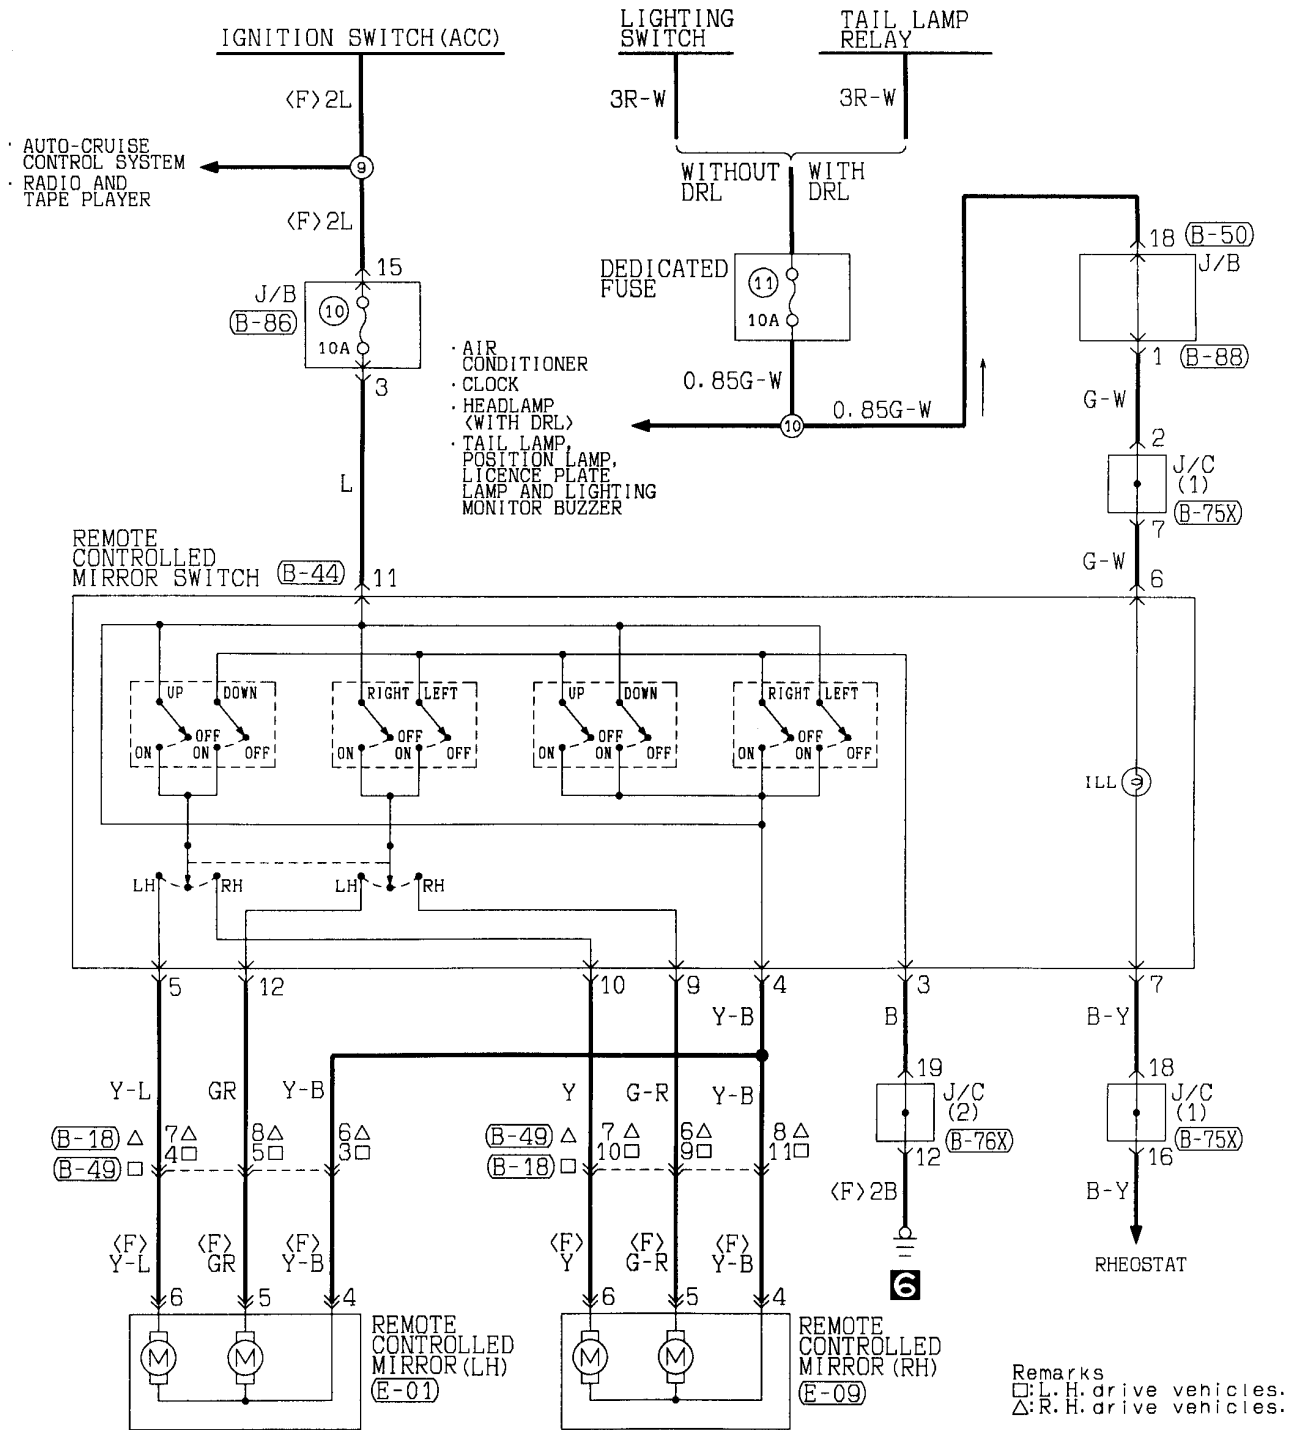 IGNITION SWITCH(ACC)
LIGHTING
SWITCH
TAIL LAMP
RELAY
<F>2L
3R-W
3R-W
· AUTO-CRUISE
CONTROL SYSTEM
· RADIO AND
TAPE PLAYER
9
WITHOUT
DRL
WITH
DRL
<F>2L
15
18 B-50
J/B
DEDICATED
FUSE
11
10A
J/B
B-86
10
10A
3
1 B-88
· AIR
CONDITIONER
· CLOCK
· HEADLAMP
<WITH DRL>
· TAIL LAMP,
POSITION LAMP,
LICENCE PLATE
LAMP AND LIGHTING
MONITOR BUZZER
0.85G-W
10
0.85G-W
G-W
2
J/C
(1)
B-75X
7
L
G-W
REMOTE
CONTROLLED
MIRROR SWITCH
B-44
11
6
UP DOWN
RIGHT LEFT
UP DOWN
RIGHT LEFT
OFF
OFF
OFF
OFF
ON ON OFF
ON ON OFF
ON ON OFF
ON ON OFF
ILL
LH RH
LH RH
5 12 10 9 4 3 7
Y-B B B-Y
19 18
Y-L GR Y-B Y G-R Y-B
J/C
(2)
B-76X
J/C
(1)
B-75X
B-18 △ 7△ 8△ 6△
4□ 5□ 3□
B-49 □
B-49 △ 7△ 6△ 8△
10□ 9□ 11□
B-18 □
12 16
<F>2B B-Y
<F> <F> <F> <F> <F> <F>
Y-L GR Y-B Y G-R Y-B
6
RHEOSTAT
6 5 4
6 5 4
M M
M M
REMOTE
CONTROLLED
MIRROR(LH)
E-01
REMOTE
CONTROLLED
MIRROR(RH)
E-09
Remarks
□:L.H.drive vehicles.
△:R.H.drive vehicles.